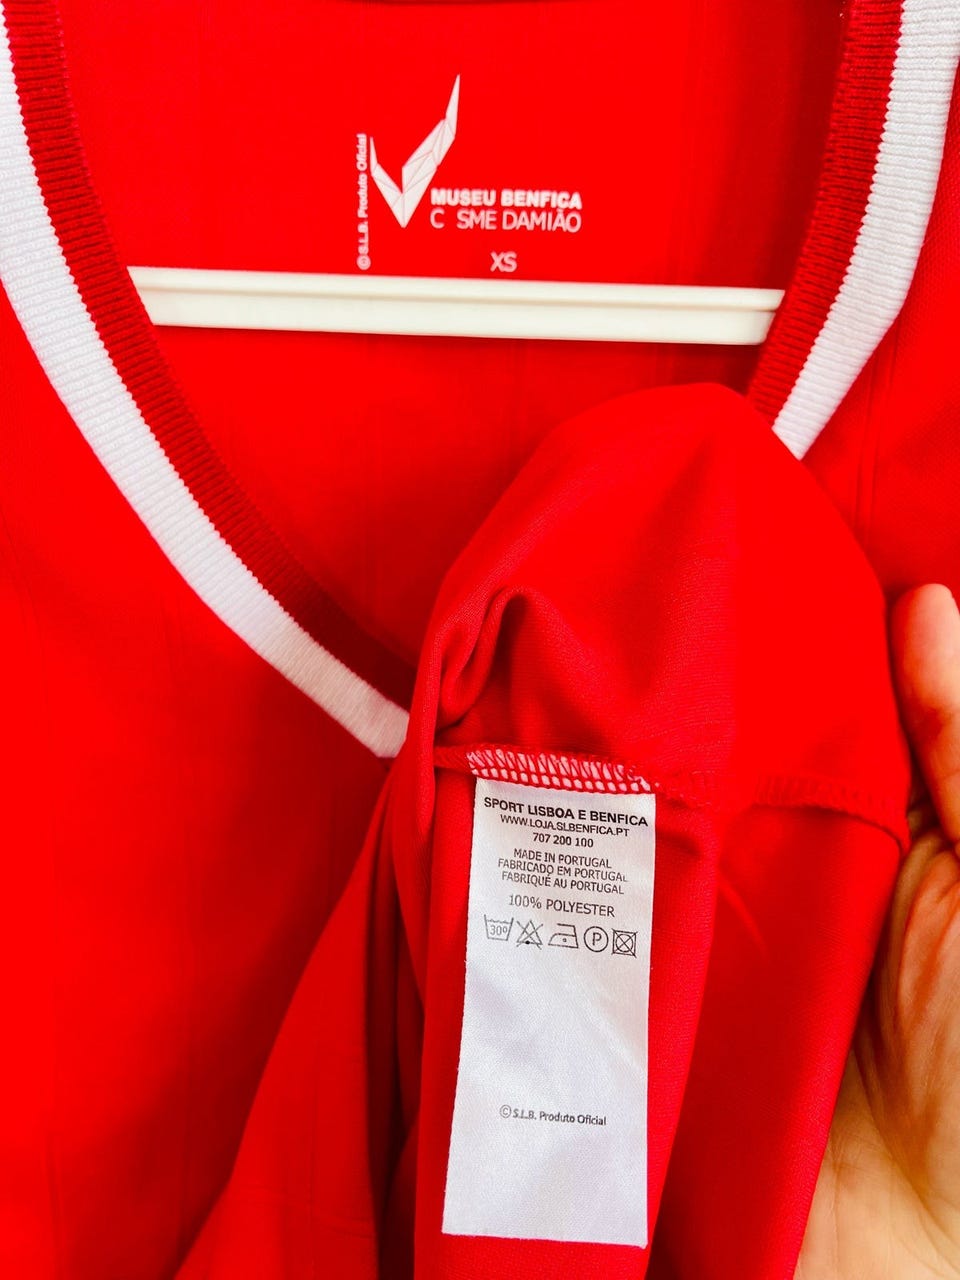 © S.L.B. Produto Oficial
MUSEU BENFICA
C SME DAMIÃO
XS
SPORT LISBOA E BENFICA
WWW.LOJA.SLBENFICA.PT
707 200 100
MADE IN PORTUGAL
FABRICADO EM PORTUGAL
FABRIQUÉ AU PORTUGAL
100% POLYESTER
30° P
© S.L.B. Produto Oficial